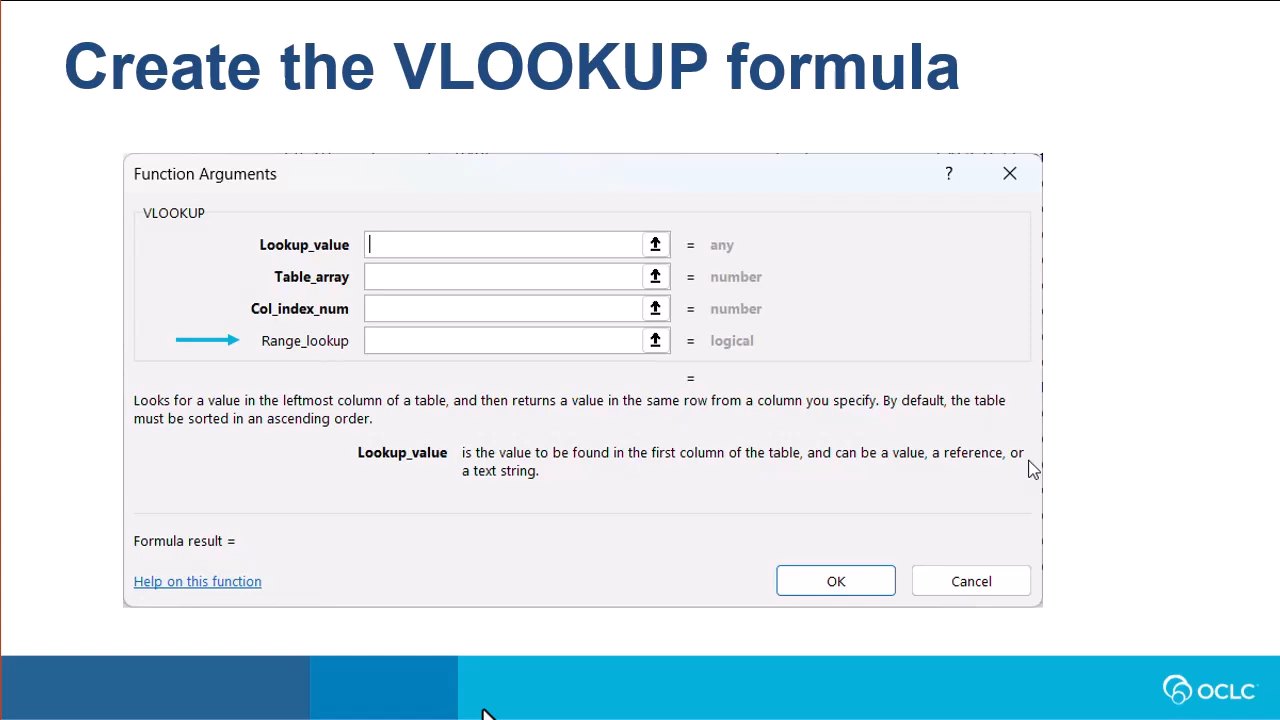 Create the VLOOKUP formula
Function Arguments ?
VLOOKUP
Lookup_value = any
Table_array = number
Col_index_num = number
Range_lookup = logical
=
Looks for a value in the leftmost column of a table, and then returns a value in the same row from a column you specify. By default, the table
must be sorted in an ascending order.
Lookup_value is the value to be found in the first column of the table, and can be a value, a reference, or
a text string.
Formula result =
Help on this function OK Cancel
OCLC